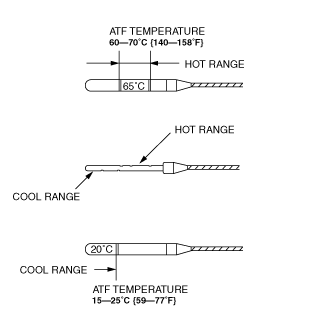 ATF TEMPERATURE
60—70˚C {140—158˚F}
HOT RANGE
65˚C
HOT RANGE
COOL RANGE
20˚C
COOL RANGE
ATF TEMPERATURE
15—25˚C {59—77˚F}